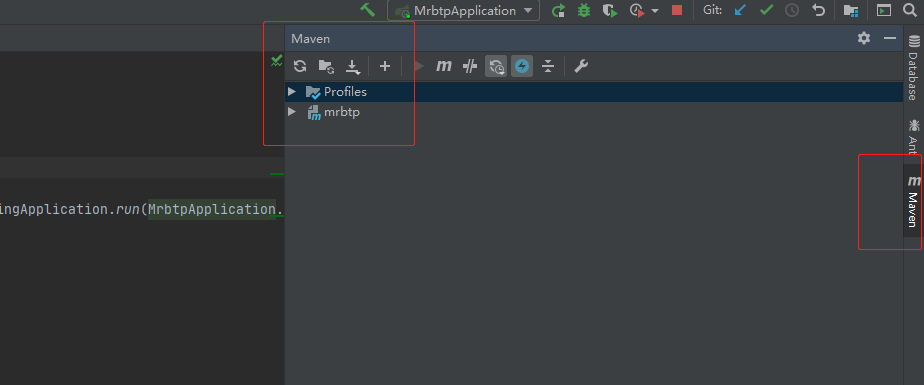 MrbtpApplication
Git:
Maven
Profiles
mrbtp
ingApplication.run(MrbtpApplication.
Database
Ant
Maven